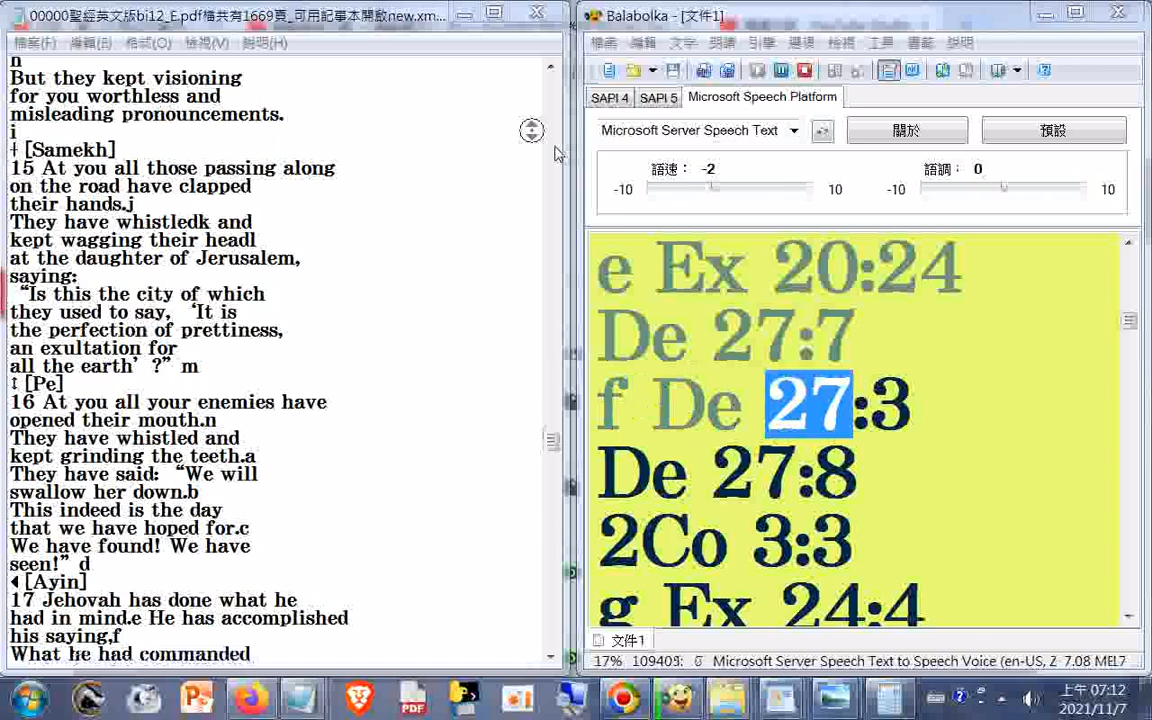 00000聖經英文版bi12_E.pdf檔共有1669頁_可用記事本開啟new.xm...
檔案(F) 編輯(E) 格式(O) 檢視(V) 說明(H)
n
But they kept visioning
for you worthless and
misleading pronouncements.
i
[Samekh]
15 At you all those passing along
on the road have clapped
their hands.j
They have whistledk and
kept wagging their headl
at the daughter of Jerusalem,
saying:
“Is this the city of which
they used to say, ‘It is
the perfection of prettiness,
an exultation for
all the earth’ ?” m
[Pe]
16 At you all your enemies have
opened their mouth.n
They have whistled and
kept grinding the teeth.a
They have said: “We will
swallow her down.b
This indeed is the day
that we have hoped for.c
We have found! We have
seen!” d
[Ayin]
17 Jehovah has done what he
had in mind.e He has accomplished
his saying,f
What he had commanded
Balabolka - [文件1]
檔案 編輯 文字 朗讀 引擎 選項 檢視 工具 書籤 說明
SAPI 4 SAPI 5 Microsoft Speech Platform
Microsoft Server Speech Text 關於 預設
語速： -2 語調： 0
-10 10 -10 10
e Ex 20:24
De 27:7
f De 27:3
De 27:8
2Co 3:3
g Ex 24:4
文件1
17% Microsoft Server Speech Text to Speech Voice (en-US, Z 7.08 MEL7
PDF
上午 07:12
2021/11/7